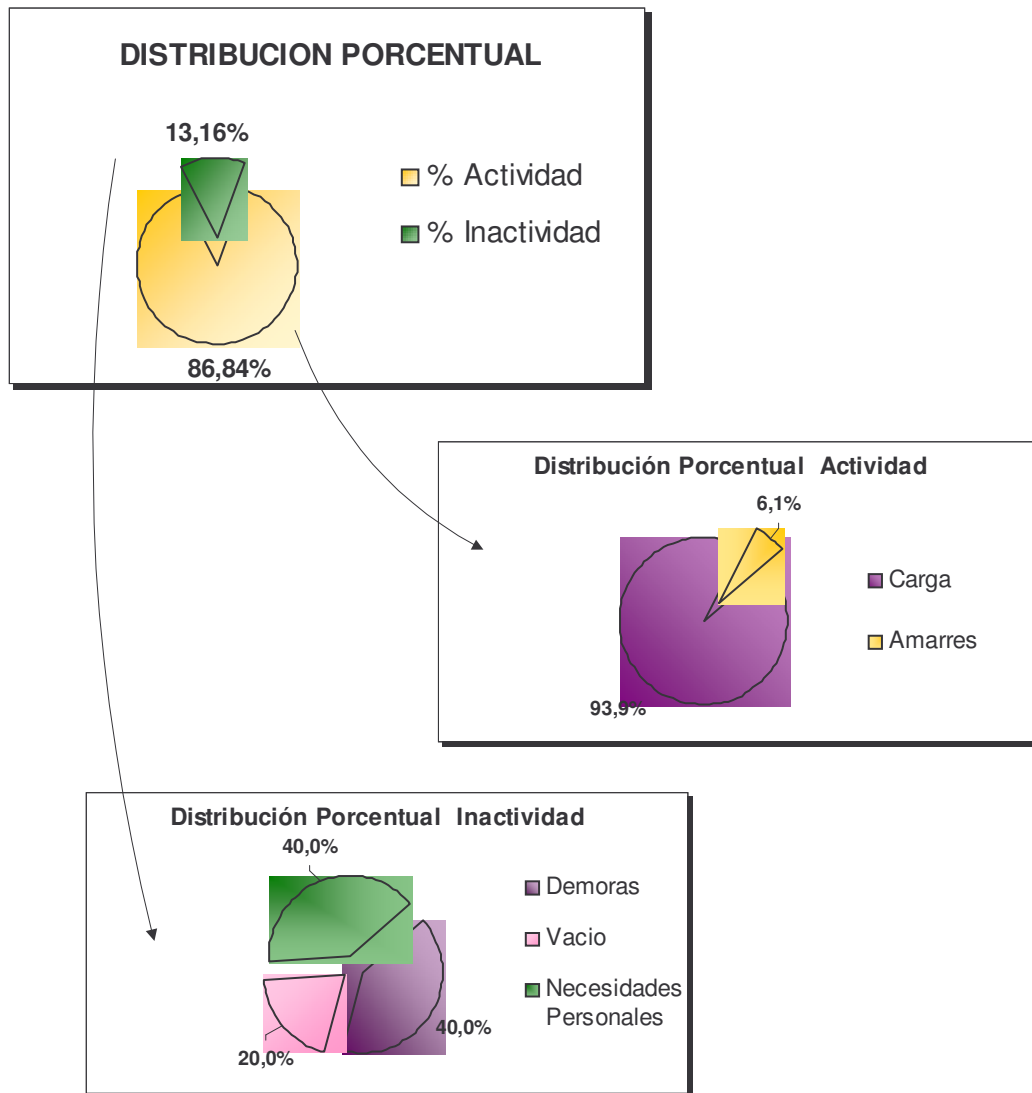 DISTRIBUCION PORCENTUAL
13,16%
% Actividad
% Inactividad
86,84%
Distribución Porcentual Actividad
6,1%
Carga
Amarres
93,9%
Distribución Porcentual Inactividad
40,0%
Demoras
Vacio
Necesidades
Personales
40,0%
20,0%